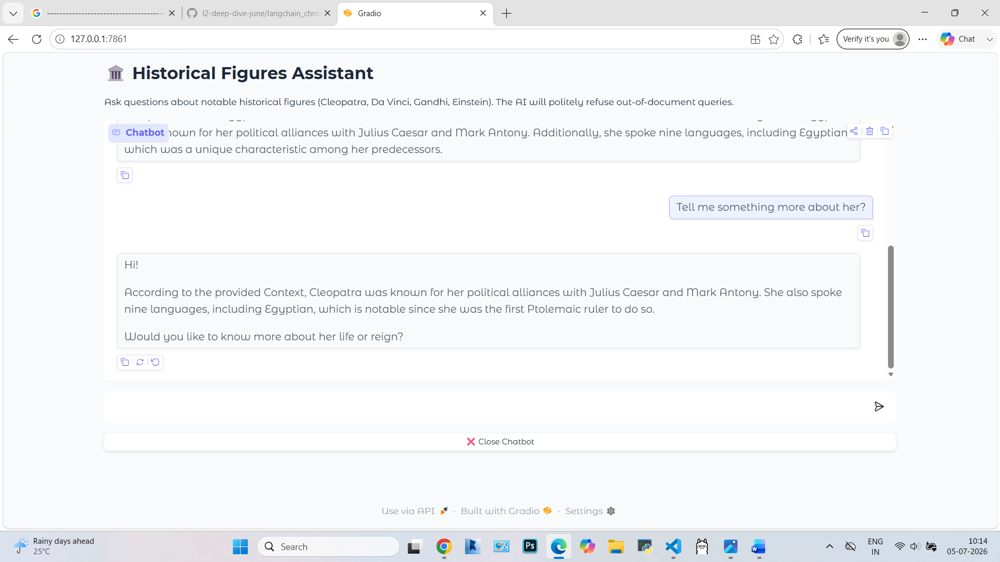 ----------------------------------------
l2-deep-dive-june/langchain_chro
Gradio
127.0.0.1:7861
Verify it's you
Chat
Historical Figures Assistant
Ask questions about notable historical figures (Cleopatra, Da Vinci, Gandhi, Einstein). The AI will politely refuse out-of-document queries.
Chatbot
nown for her political alliances with Julius Caesar and Mark Antony. Additionally, she spoke nine languages, including Egyptian
which was a unique characteristic among her predecessors.
Tell me something more about her?
Hi!
According to the provided Context, Cleopatra was known for her political alliances with Julius Caesar and Mark Antony. She also spoke
nine languages, including Egyptian, which is notable since she was the first Ptolemaic ruler to do so.
Would you like to know more about her life or reign?
Close Chatbot
Use via API · Built with Gradio · Settings
Rainy days ahead
25°C
Search
Ps
ENG
IN
10:14
05-07-2026